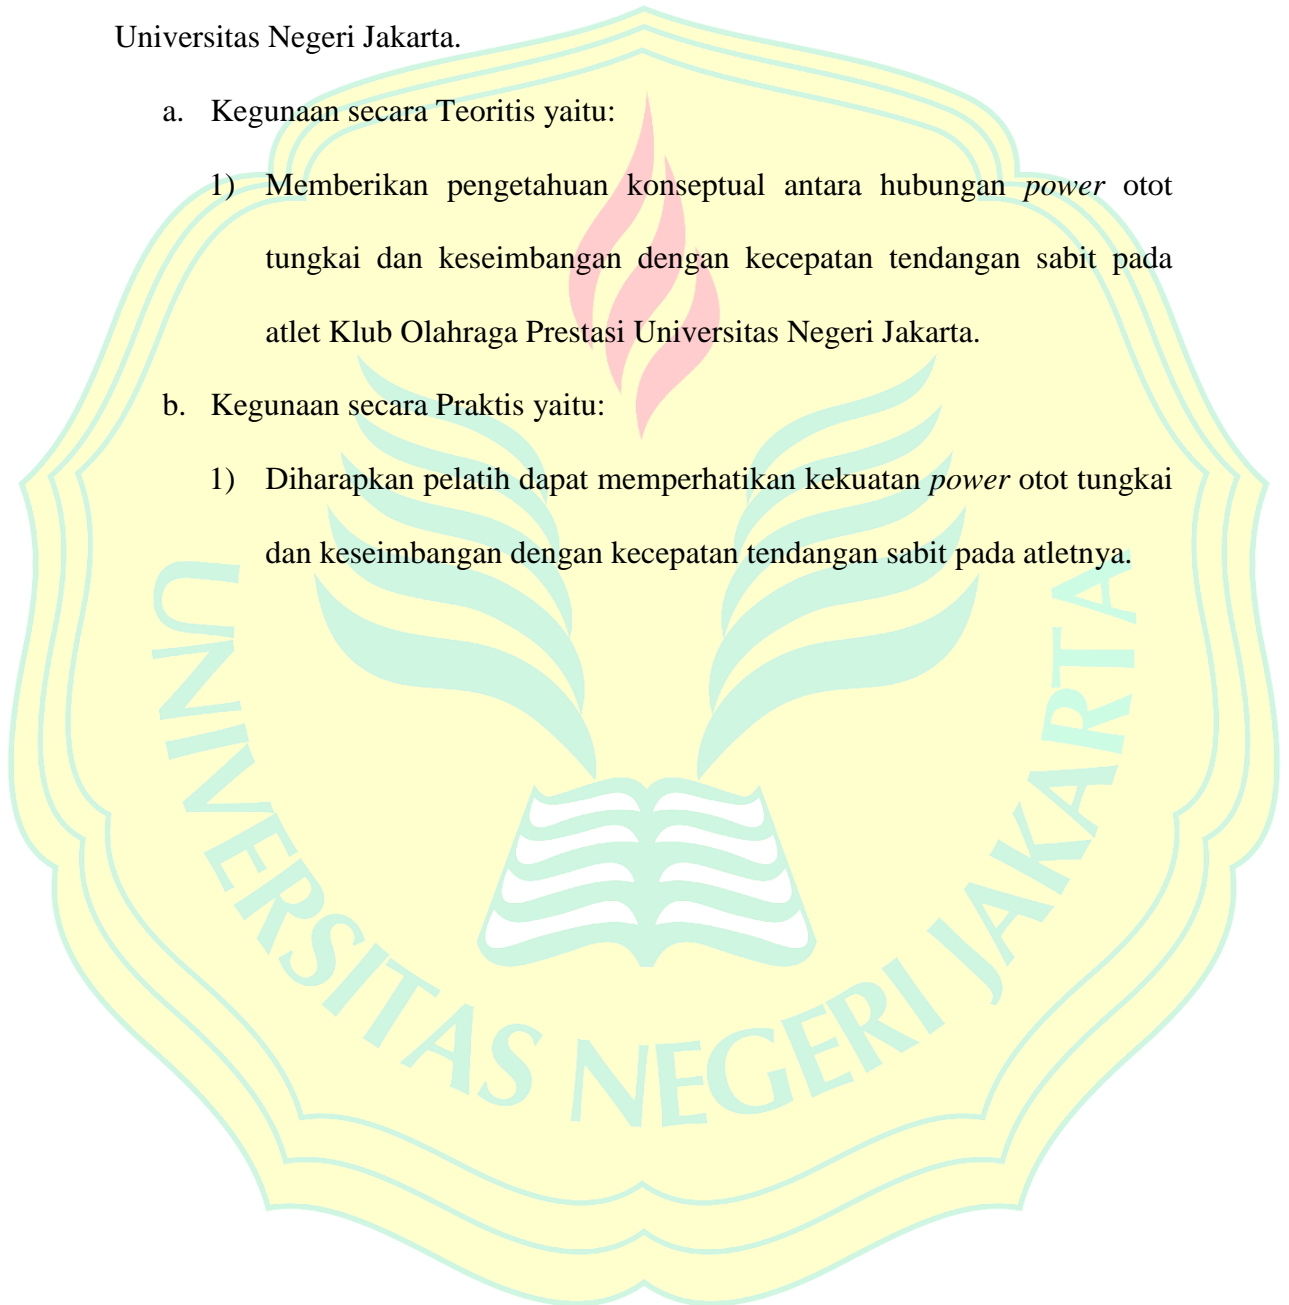 Universitas Negeri Jakarta.
a. Kegunaan secara Teoritis yaitu:
1) Memberikan pengetahuan konseptual antara hubungan power otot
tungkai dan keseimbangan dengan kecepatan tendangan sabit pada
atlet Klub Olahraga Prestasi Universitas Negeri Jakarta.
b. Kegunaan secara Praktis yaitu:
1) Diharapkan pelatih dapat memperhatikan kekuatan power otot tungkai
dan keseimbangan dengan kecepatan tendangan sabit pada atletnya.
UNIVERSITAS NEGERI JAKARTA